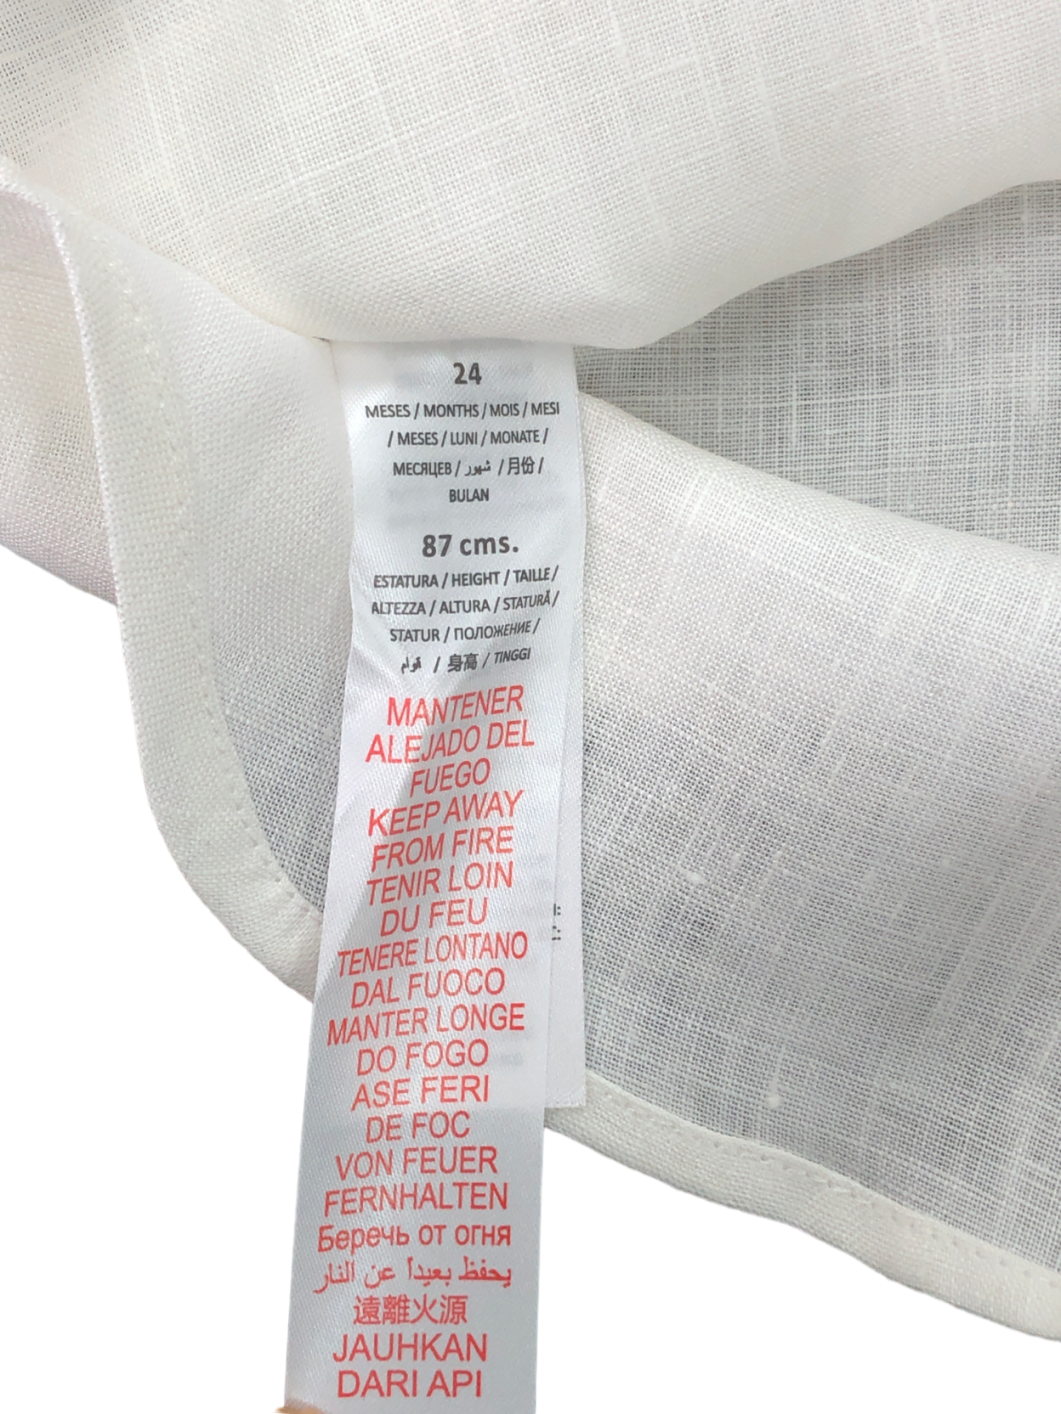 24
MESES / MONTHS / MOIS / MESI
/ MESES / LUNI / MONATE /
МЕСЯЦЕВ / شهور / 月份 /
BULAN
87 cms.
ESTATURA / HEIGHT / TAILLE /
ALTEZZA / ALTURA / STATURĂ /
STATUR / ПОЛОЖЕНИЕ /
قوام / 身高 / TINGGI
MANTENER
ALEJADO DEL
FUEGO
KEEP AWAY
FROM FIRE
TENIR LOIN
DU FEU
TENERE LONTANO
DAL FUOCO
MANTER LONGE
DO FOGO
ASE FERI
DE FOC
VON FEUER
FERNHALTEN
Беречь от огня
يحفظ بعيداً عن النار
遠離火源
JAUHKAN
DARI API